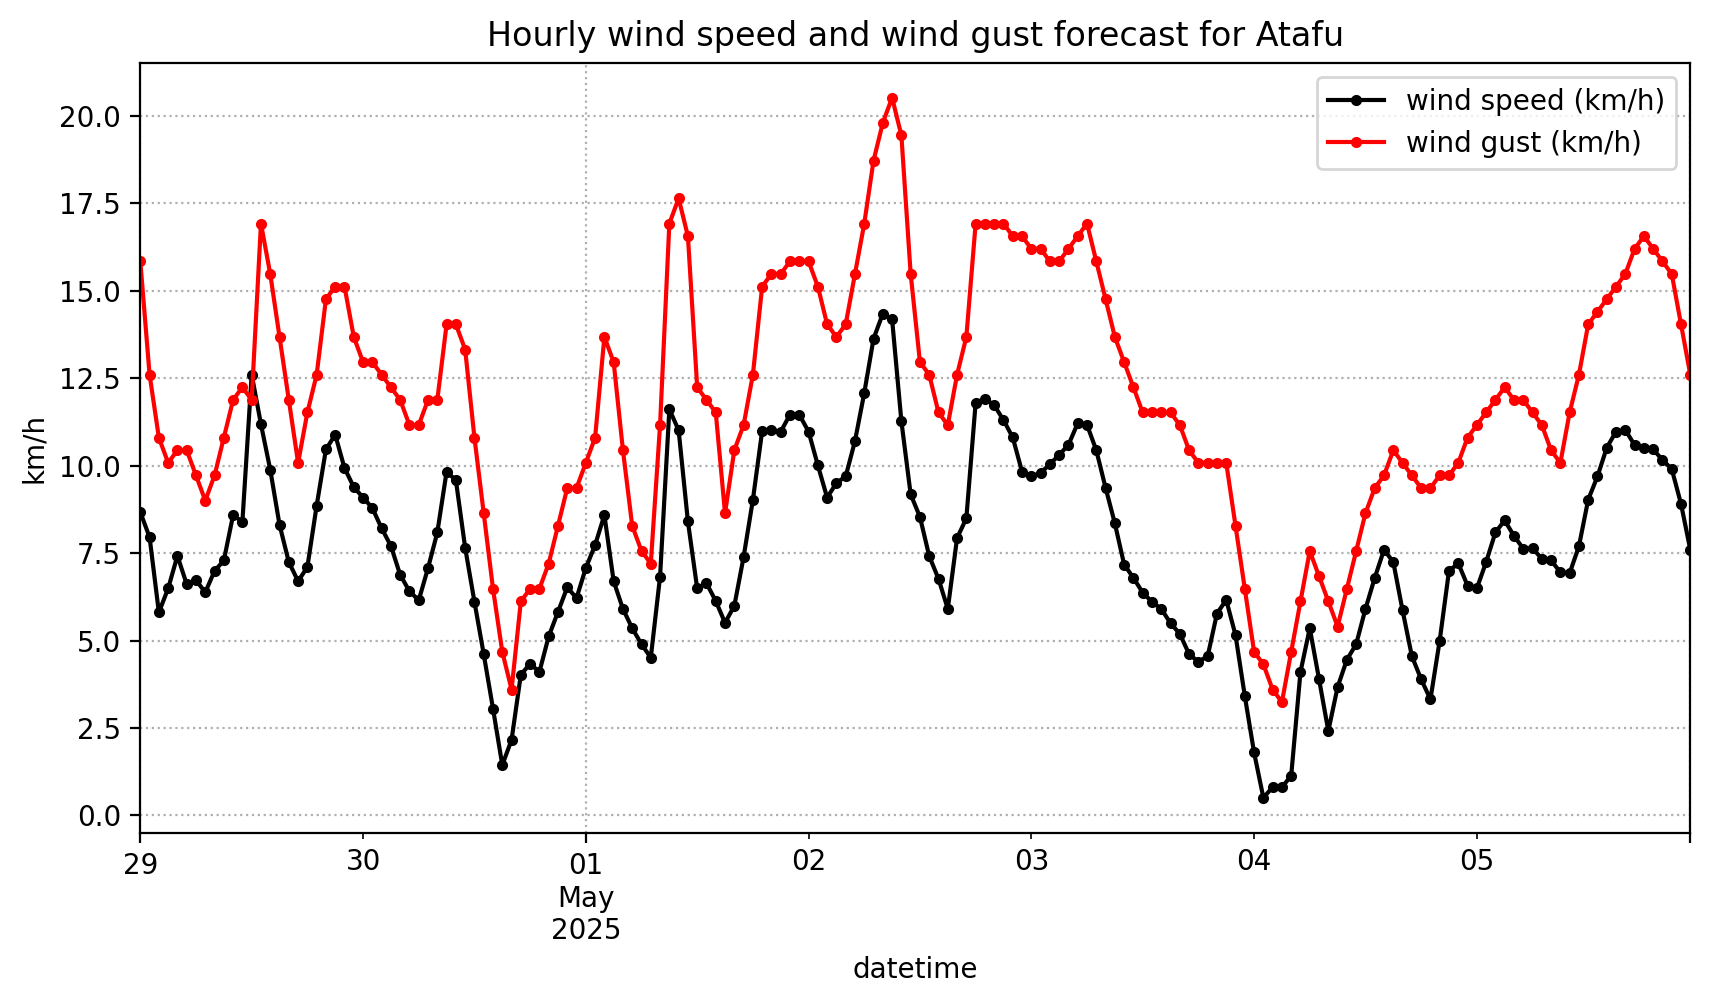 Hourly wind speed and wind gust forecast for Atafu
wind speed (km/h)
wind gust (km/h)
km/h
20.0
17.5
15.0
12.5
10.0
7.5
5.0
2.5
0.0
29 30 01 02 03 04 05
May
2025
datetime